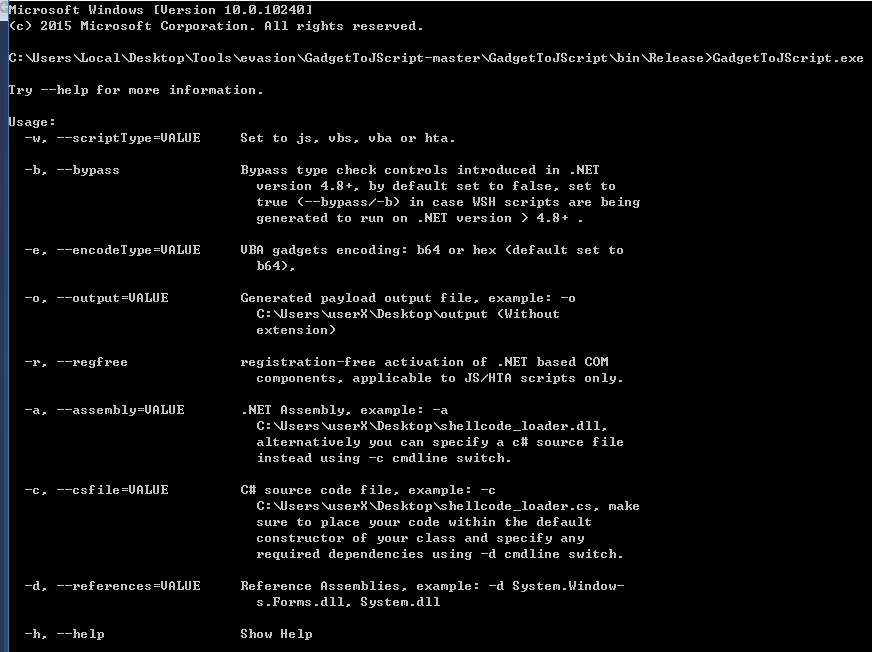 Microsoft Windows [Version 10.0.10240]
(c) 2015 Microsoft Corporation. All rights reserved.
C:\Users\Local\Desktop\Tools\evasion\GadgetToJScript-master\GadgetToJScript\bin\Release>GadgetToJScript.exe
Try --help for more information.
Usage:
-w, --scriptType=VALUE Set to js, vbs, vba or hta.
-b, --bypass Bypass type check controls introduced in .NET
version 4.8+, by default set to false, set to
true (--bypass/-b) in case WSH scripts are being
generated to run on .NET version > 4.8+ .
-e, --encodeType=VALUE VBA gadgets encoding: b64 or hex (default set to
b64),
-o, --output=VALUE Generated payload output file, example: -o
C:\Users\userX\Desktop\output (Without
extension)
-r, --regfree registration-free activation of .NET based COM
components, applicable to JS/HTA scripts only.
-a, --assembly=VALUE .NET Assembly, example: -a
C:\Users\userX\Desktop\shellcode_loader.dll,
alternatively you can specify a c# source file
instead using -c cmdline switch.
-c, --csfile=VALUE C# source code file, example: -c
C:\Users\userX\Desktop\shellcode_loader.cs, make
sure to place your code within the default
constructor of your class and specify any
required dependencies using -d cmdline switch.
-d, --references=VALUE Reference Assemblies, example: -d System.Window-
s.Forms.dll, System.dll
-h, --help Show Help